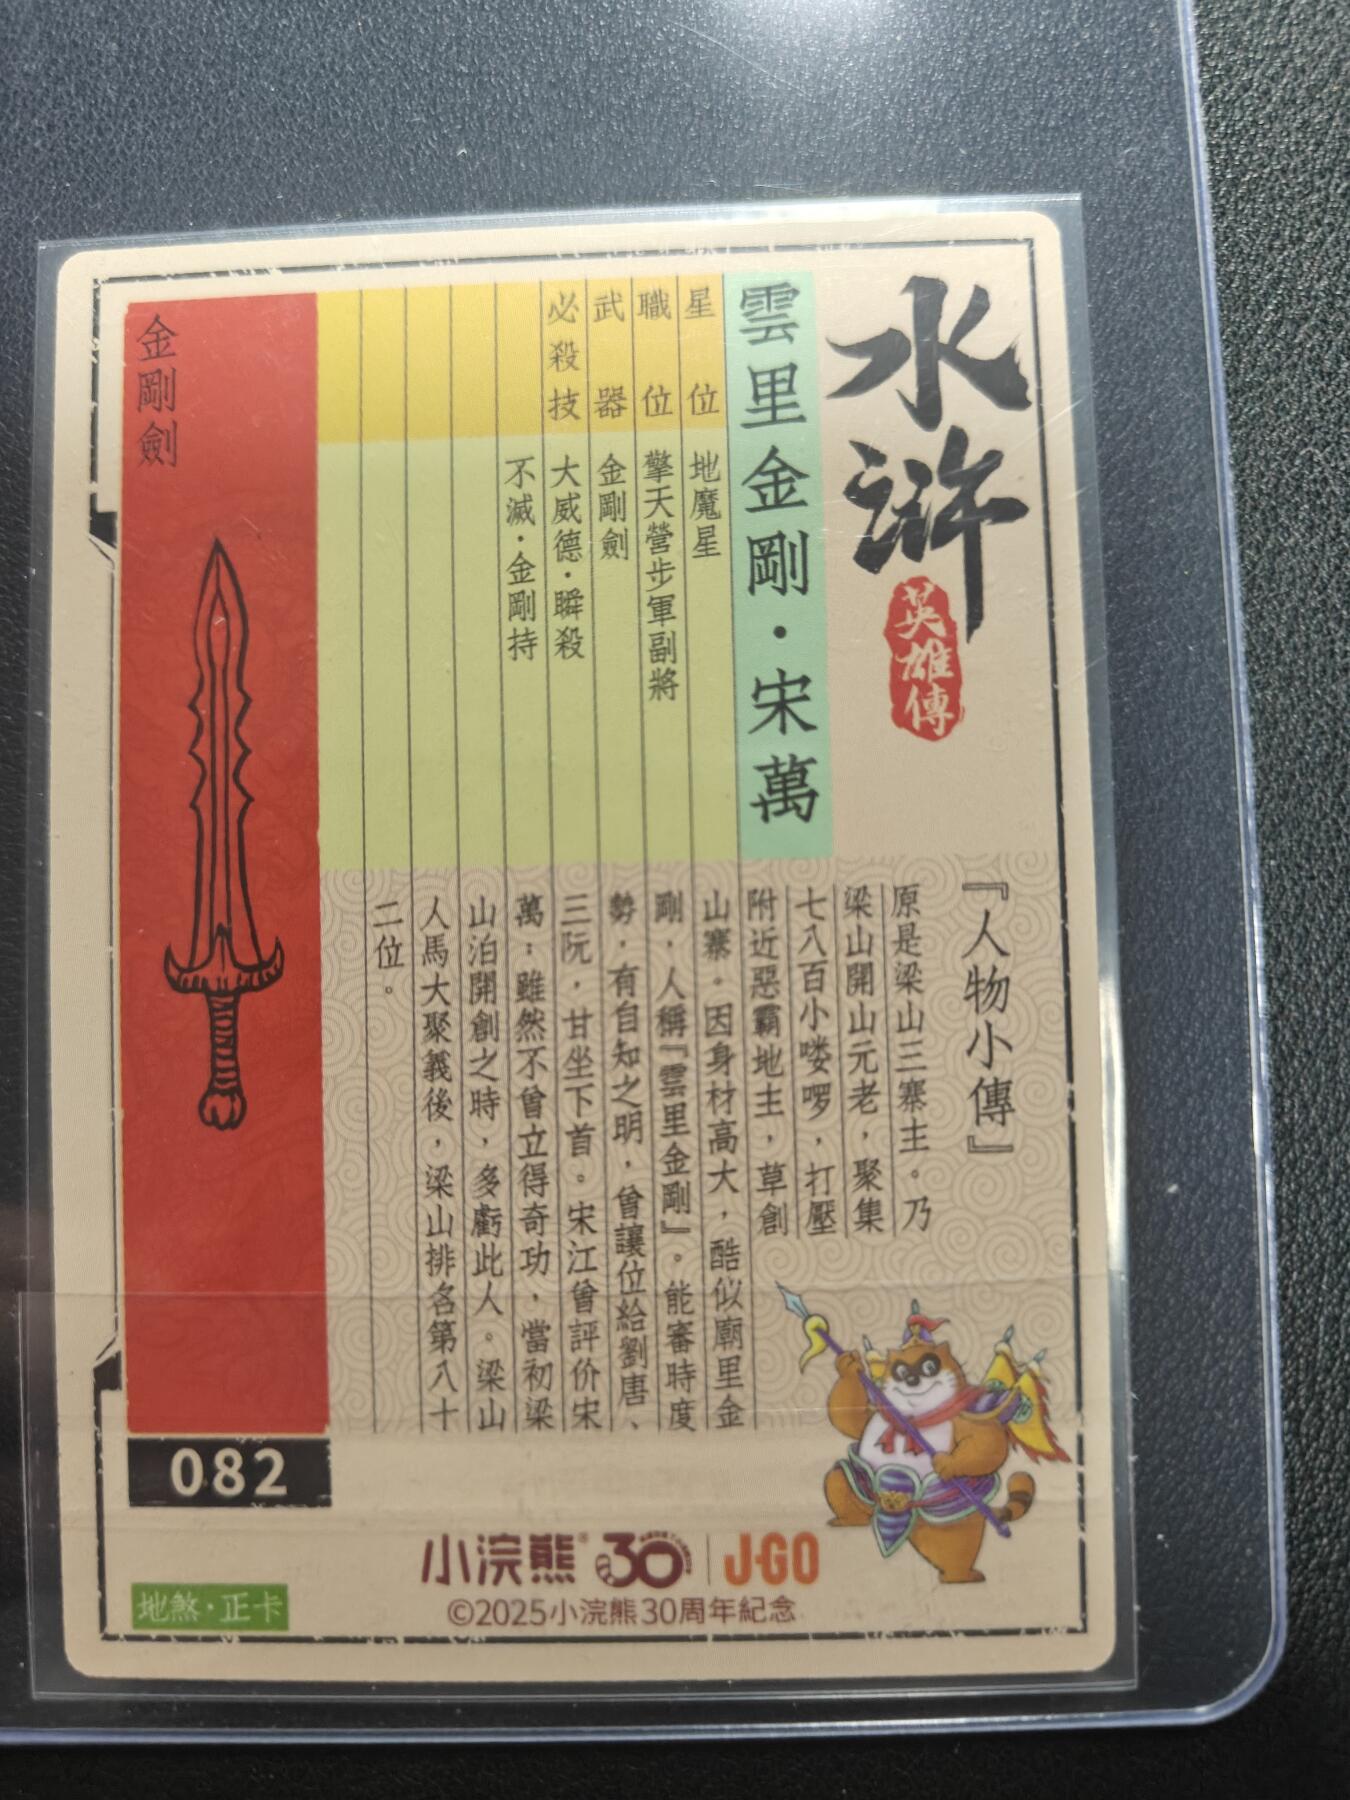 水滸
英雄傳
雲里金剛·宋萬
星位 地魔星
職位 擎天營步軍副將
武器 金剛劍
必殺技 大威德·瞬殺
不滅·金剛持
『人物小傳』
原是梁山三寨主。乃
梁山開山元老，聚集
七八百小喽啰，打壓
附近惡霸地主，草創
山寨。因身材高大，酷似廟里金
剛，人稱『雲里金剛』。能審時度
勢，有自知之明，曾讓位給劉唐、
三阮，甘坐下首。宋江曾評价宋
萬：雖然不曾立得奇功，當初梁
山泊開創之時，多虧此人。梁山
人馬大聚義後，梁山排名第八十
二位。
金剛劍
082
小浣熊® 30 J·GO
©2025小浣熊30周年紀念
地煞·正卡